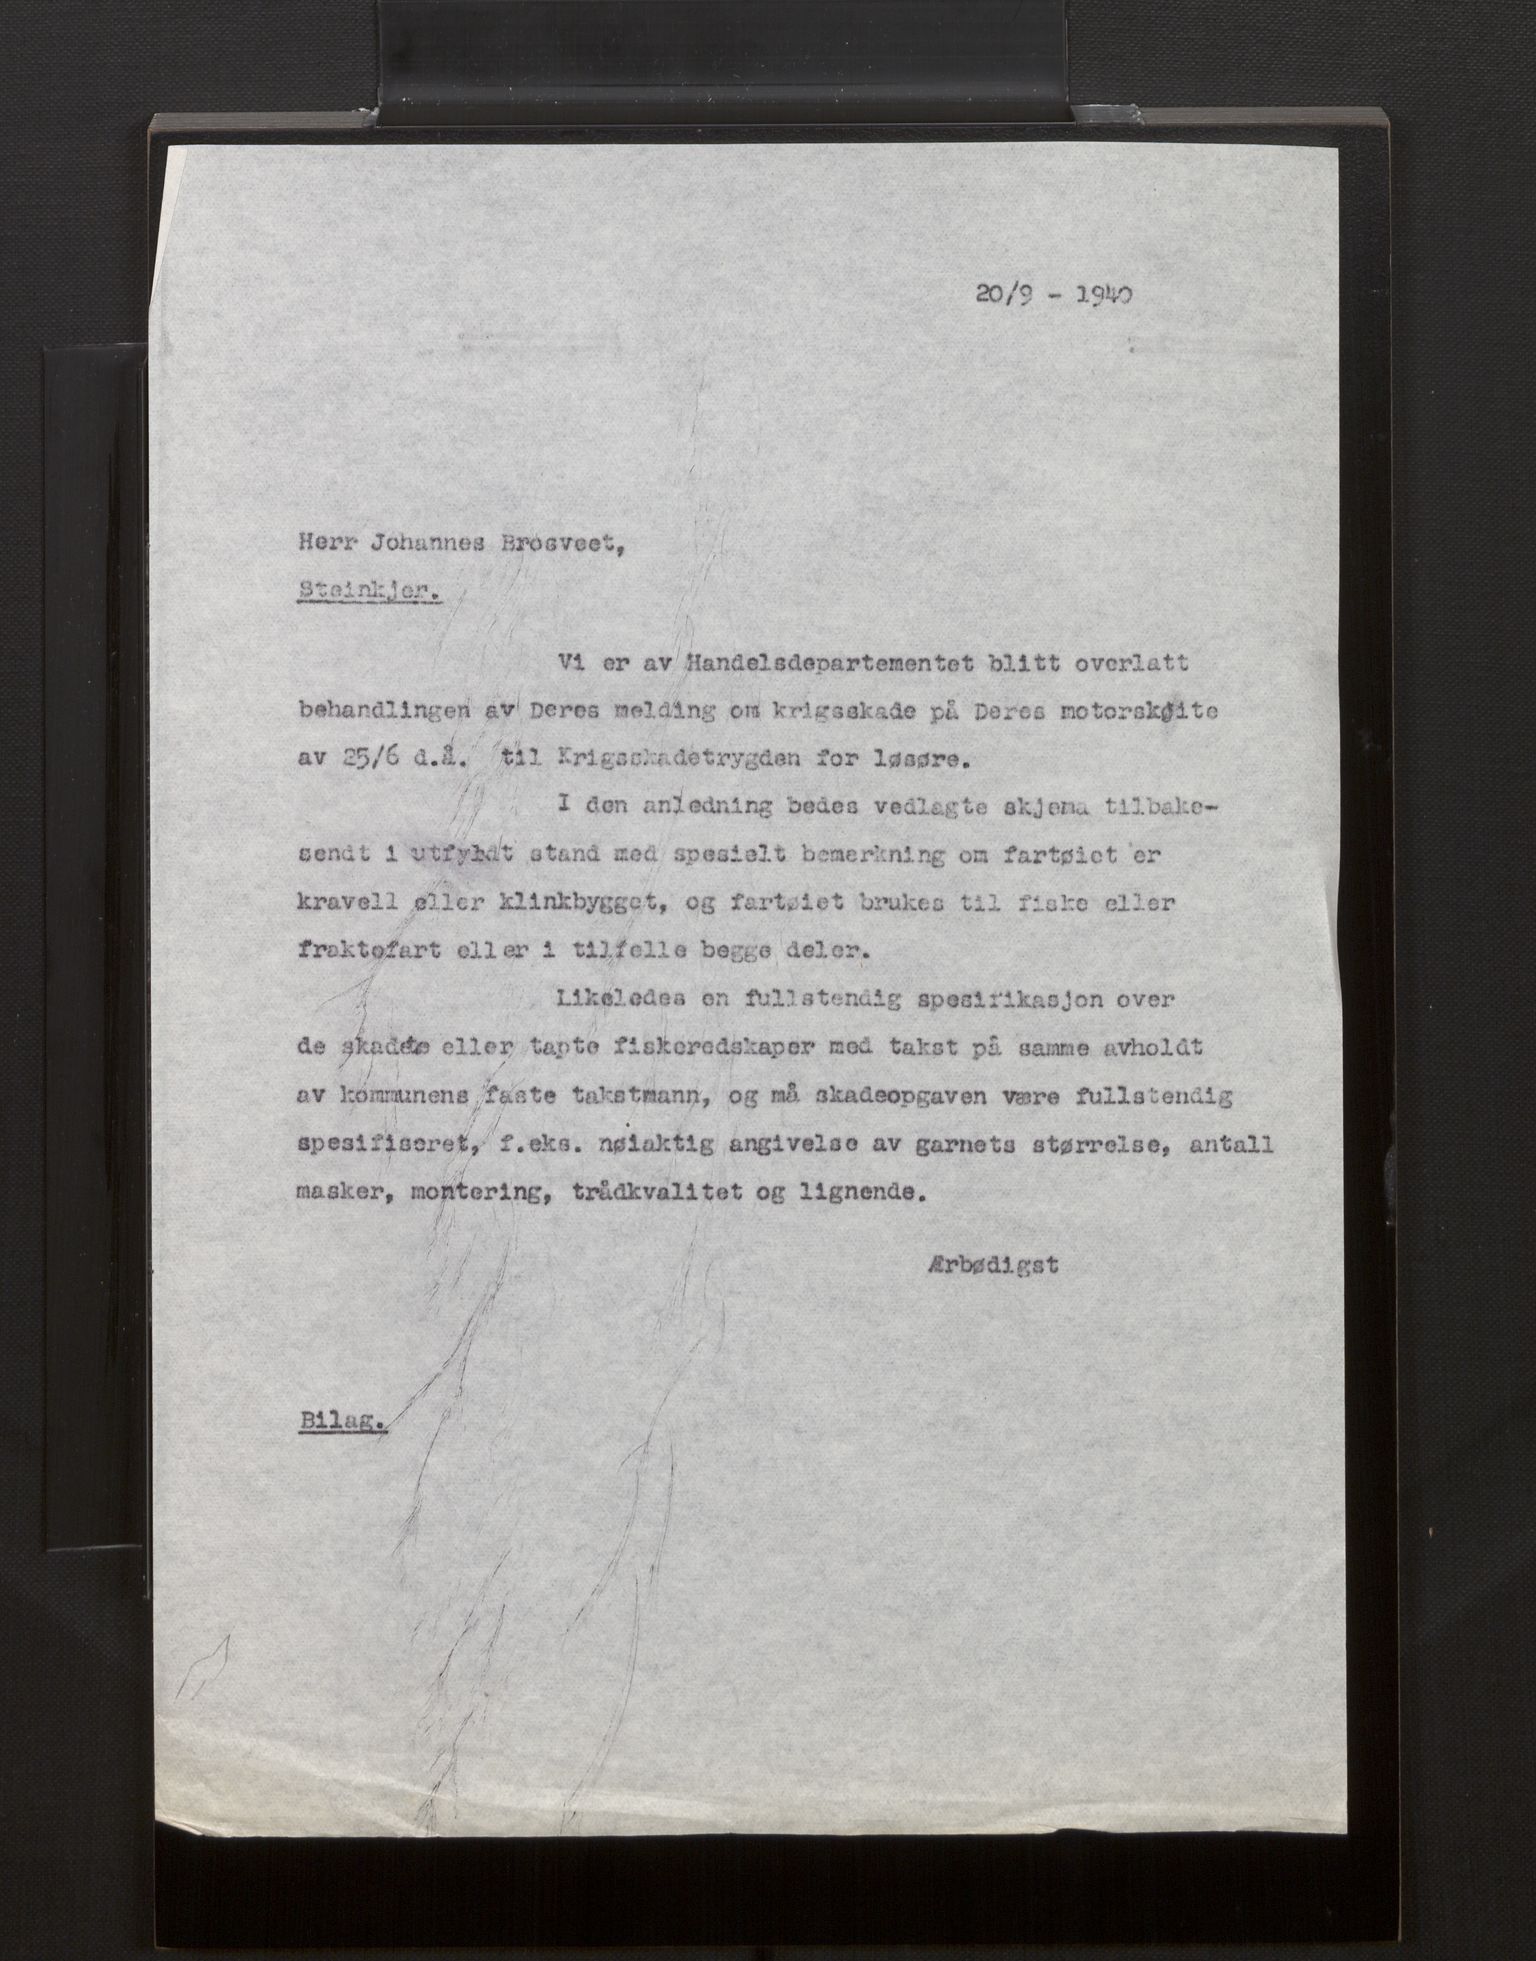 20/9 - 1940
Herr Johannes Brosveet,
Steinkjer.
Vi er av Handelsdepartementet blitt overlatt
behandlingen av Deres melding om krigsskade på Deres motorskøite
av 25/6 d.å. til Krigsskadetrygden for løsøre.
I den anledning bedes vedlagte skjema tilbake-
sendt i utfyldt stand med spesielt bemerkning om fartøiet er
kravell eller klinkbygget, og fartøiet brukes til fiske eller
fraktefart eller i tilfelle begge deler.
Likeledes en fullstendig spesifikasjon over
de skadete eller tapte fiskeredskaper med takst på samme avholdt
av kommunens faste takstmann, og må skadeopgaven være fullstendig
spesifiseret, f.eks. nøiaktig angivelse av garnets størrelse, antall
masker, montering, trådkvalitet og lignende.
Ærbødigst
Bilag.